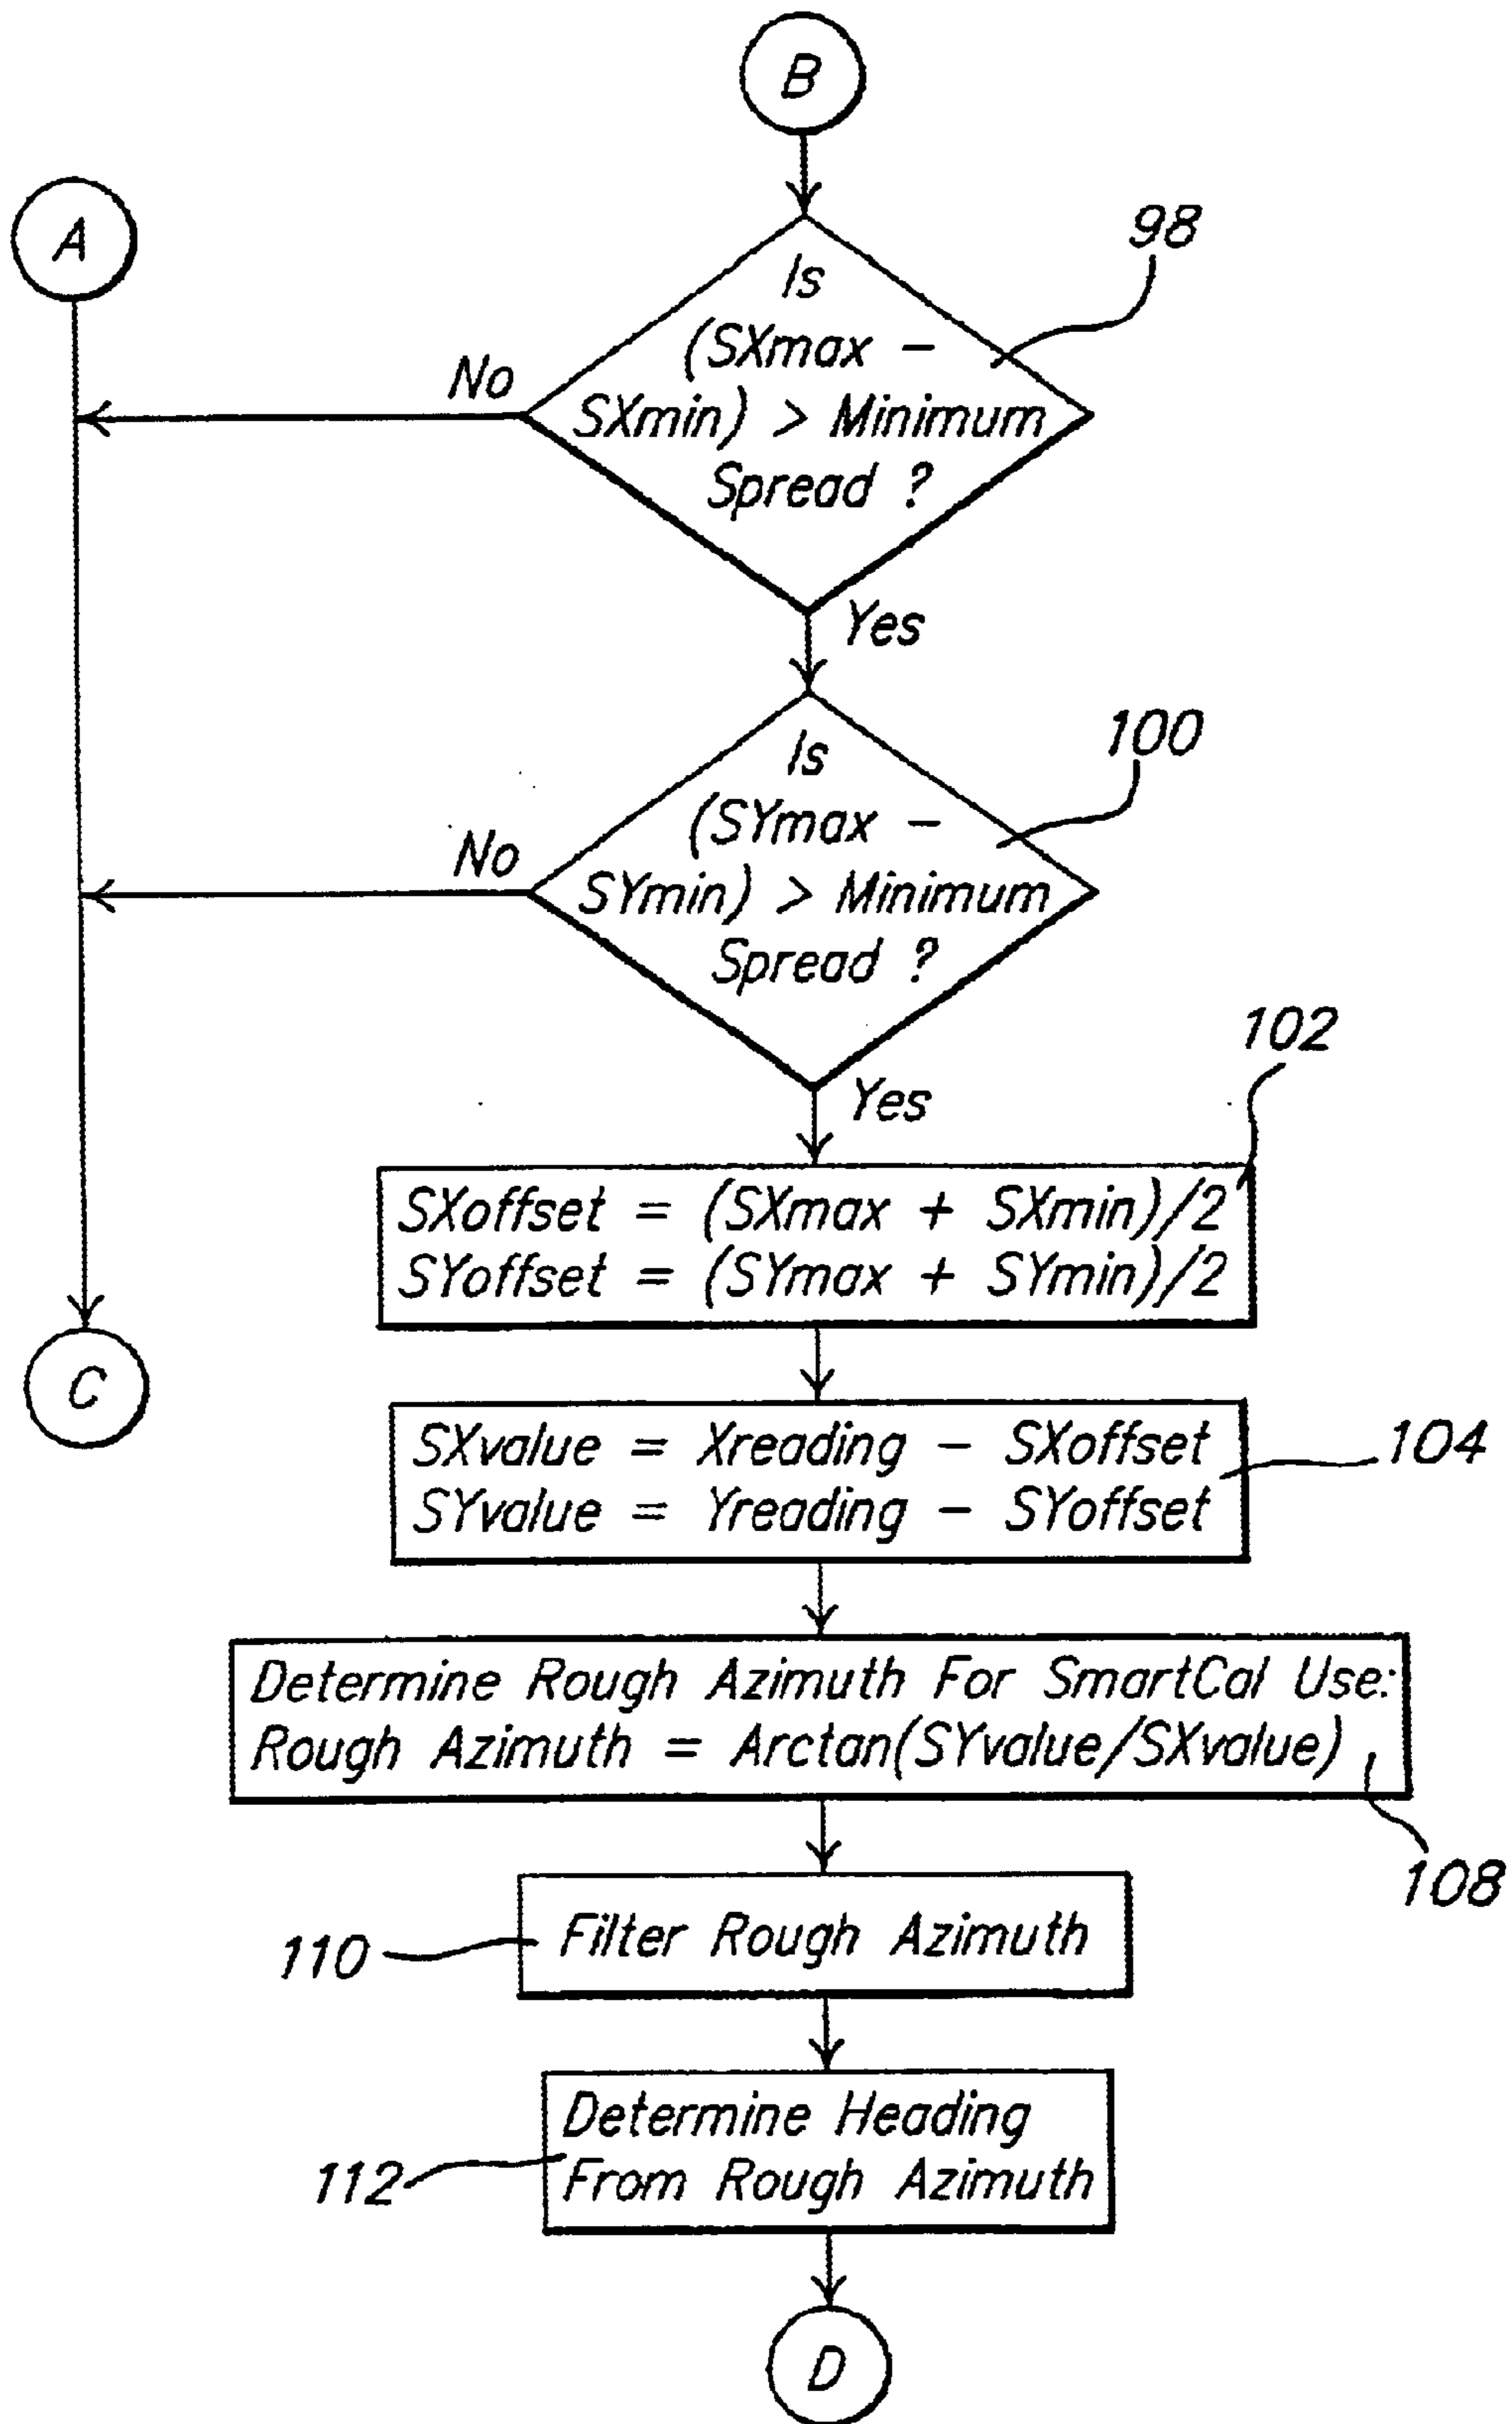 B
A
98
Is
(SXmax –
SXmin) > Minimum
Spread ?
No
Yes
100
Is
(SYmax –
SYmin) > Minimum
Spread ?
No
Yes
102
SXoffset = (SXmax + SXmin)/2
SYoffset = (SYmax + SYmin)/2
C
SXvalue = Xreading – SXoffset
SYvalue = Yreading – SYoffset
104
Determine Rough Azimuth For SmartCal Use:
Rough Azimuth = Arctan(SYvalue/SXvalue)
108
Filter Rough Azimuth
110
Determine Heading
From Rough Azimuth
112
D